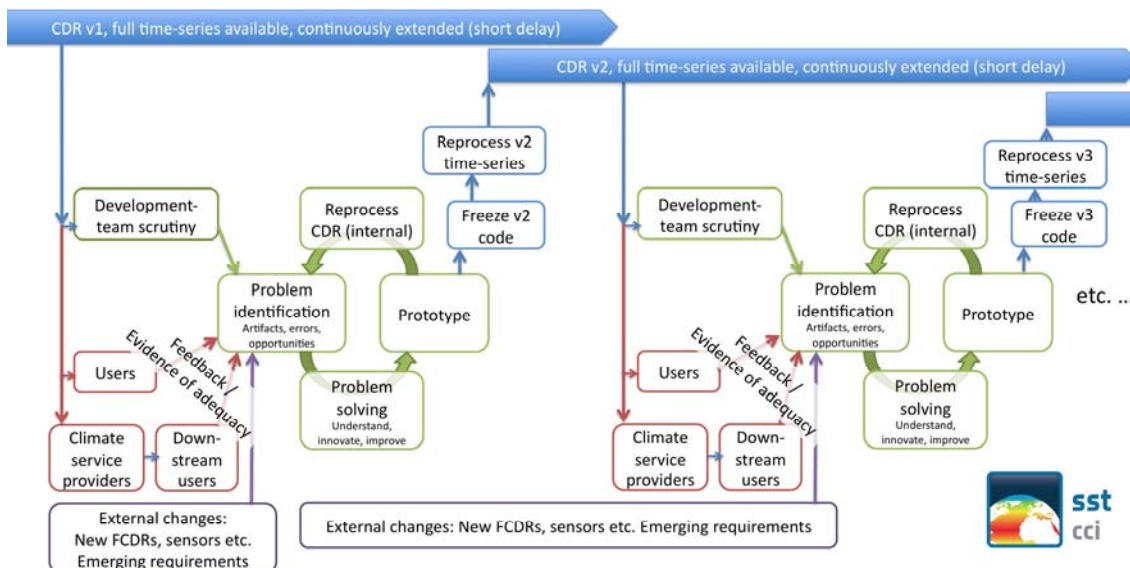 CDR v1, full time-series available, continuously extended (short delay)
CDR v2, full time-series available, continuously extended (short delay)
Reprocess v2
time-series
Freeze v2
code
Development-
team scrutiny
Reprocess
CDR (internal)
Problem
identification
Artifacts, errors,
opportunities
Prototype
Problem
solving
Understand,
innovate, improve
Users
Feedback /
Evidence of adequacy
Climate
service
providers
Down-
stream
users
External changes:
New FCDRs, sensors etc.
Emerging requirements
Reprocess v3
time-series
Freeze v3
code
Development-
team scrutiny
Reprocess
CDR (internal)
Problem
identification
Artifacts, errors,
opportunities
Prototype
etc. ...
Problem
solving
Understand,
innovate, improve
Users
Feedback /
Evidence of adequacy
Climate
service
providers
Down-
stream
users
External changes: New FCDRs, sensors etc. Emerging requirements
sst
cci